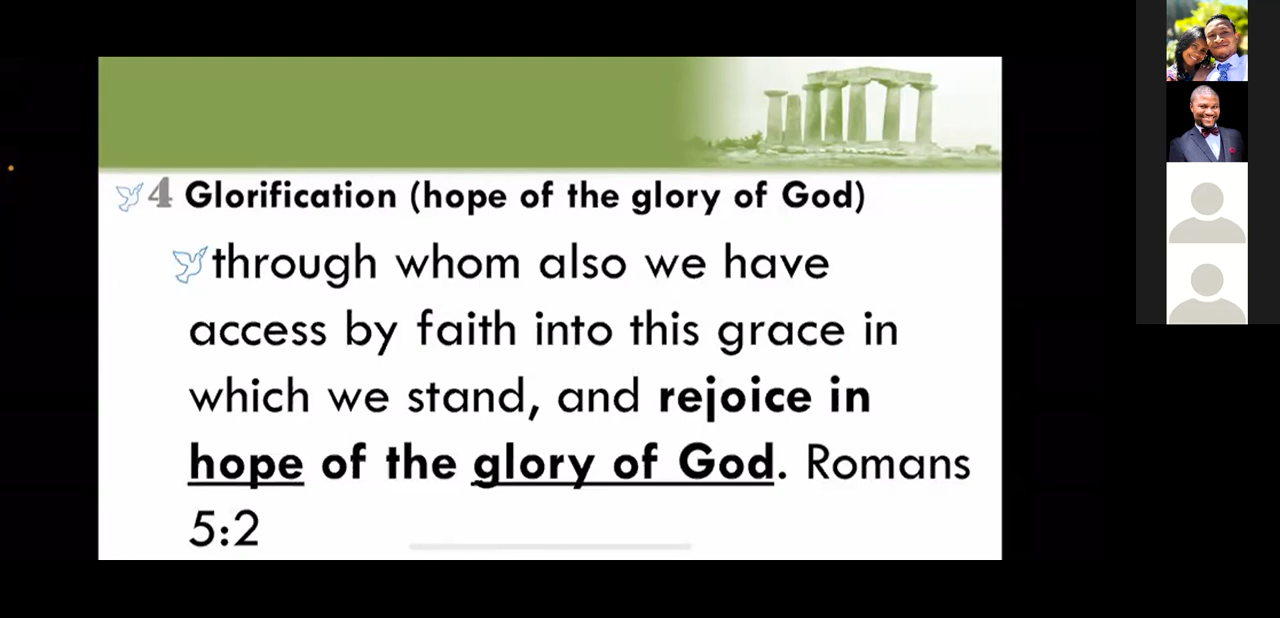 4 Glorification (hope of the glory of God)
through whom also we have
access by faith into this grace in
which we stand, and rejoice in
hope of the glory of God. Romans
5:2